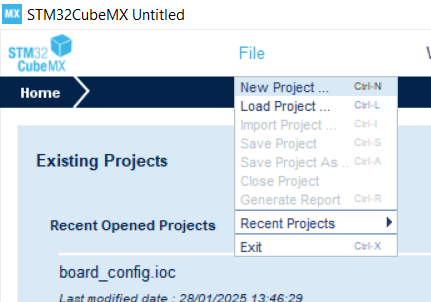 MX STM32CubeMX Untitled
STM32
CubeMX
File
Home
New Project ... Ctrl-N
Load Project ... Ctrl-L
Import Project ... Ctrl-I
Save Project Ctrl-S
Save Project As .. Ctrl-A
Close Project
Generate Report Ctrl-R
Recent Projects
Exit Ctrl-X
Existing Projects
Recent Opened Projects
board_config.ioc
Last modified date : 28/01/2025 13:46:29